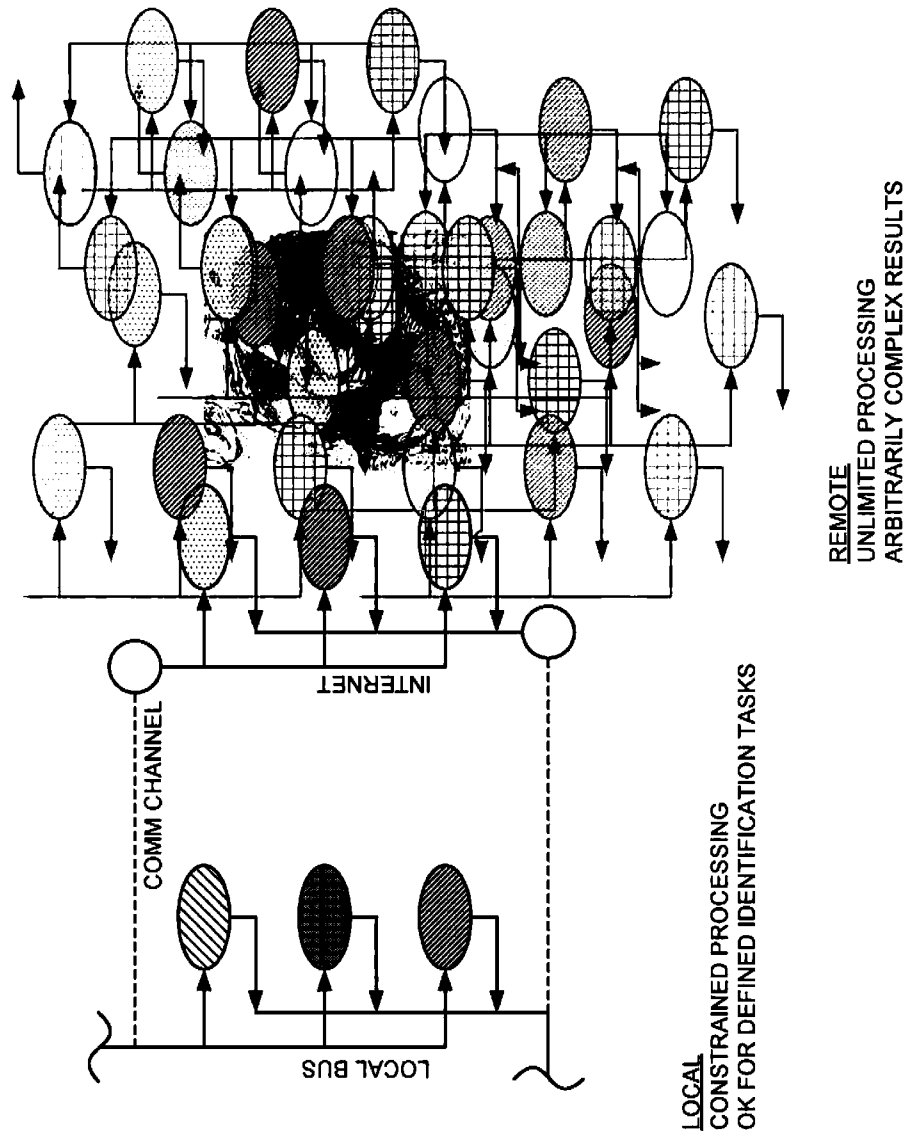 LOCAL BUS
COMM CHANNEL
INTERNET
LOCAL
CONSTRAINED PROCESSING
OK FOR DEFINED IDENTIFICATION TASKS
REMOTE
UNLIMITED PROCESSING
ARBITRARILY COMPLEX RESULTS